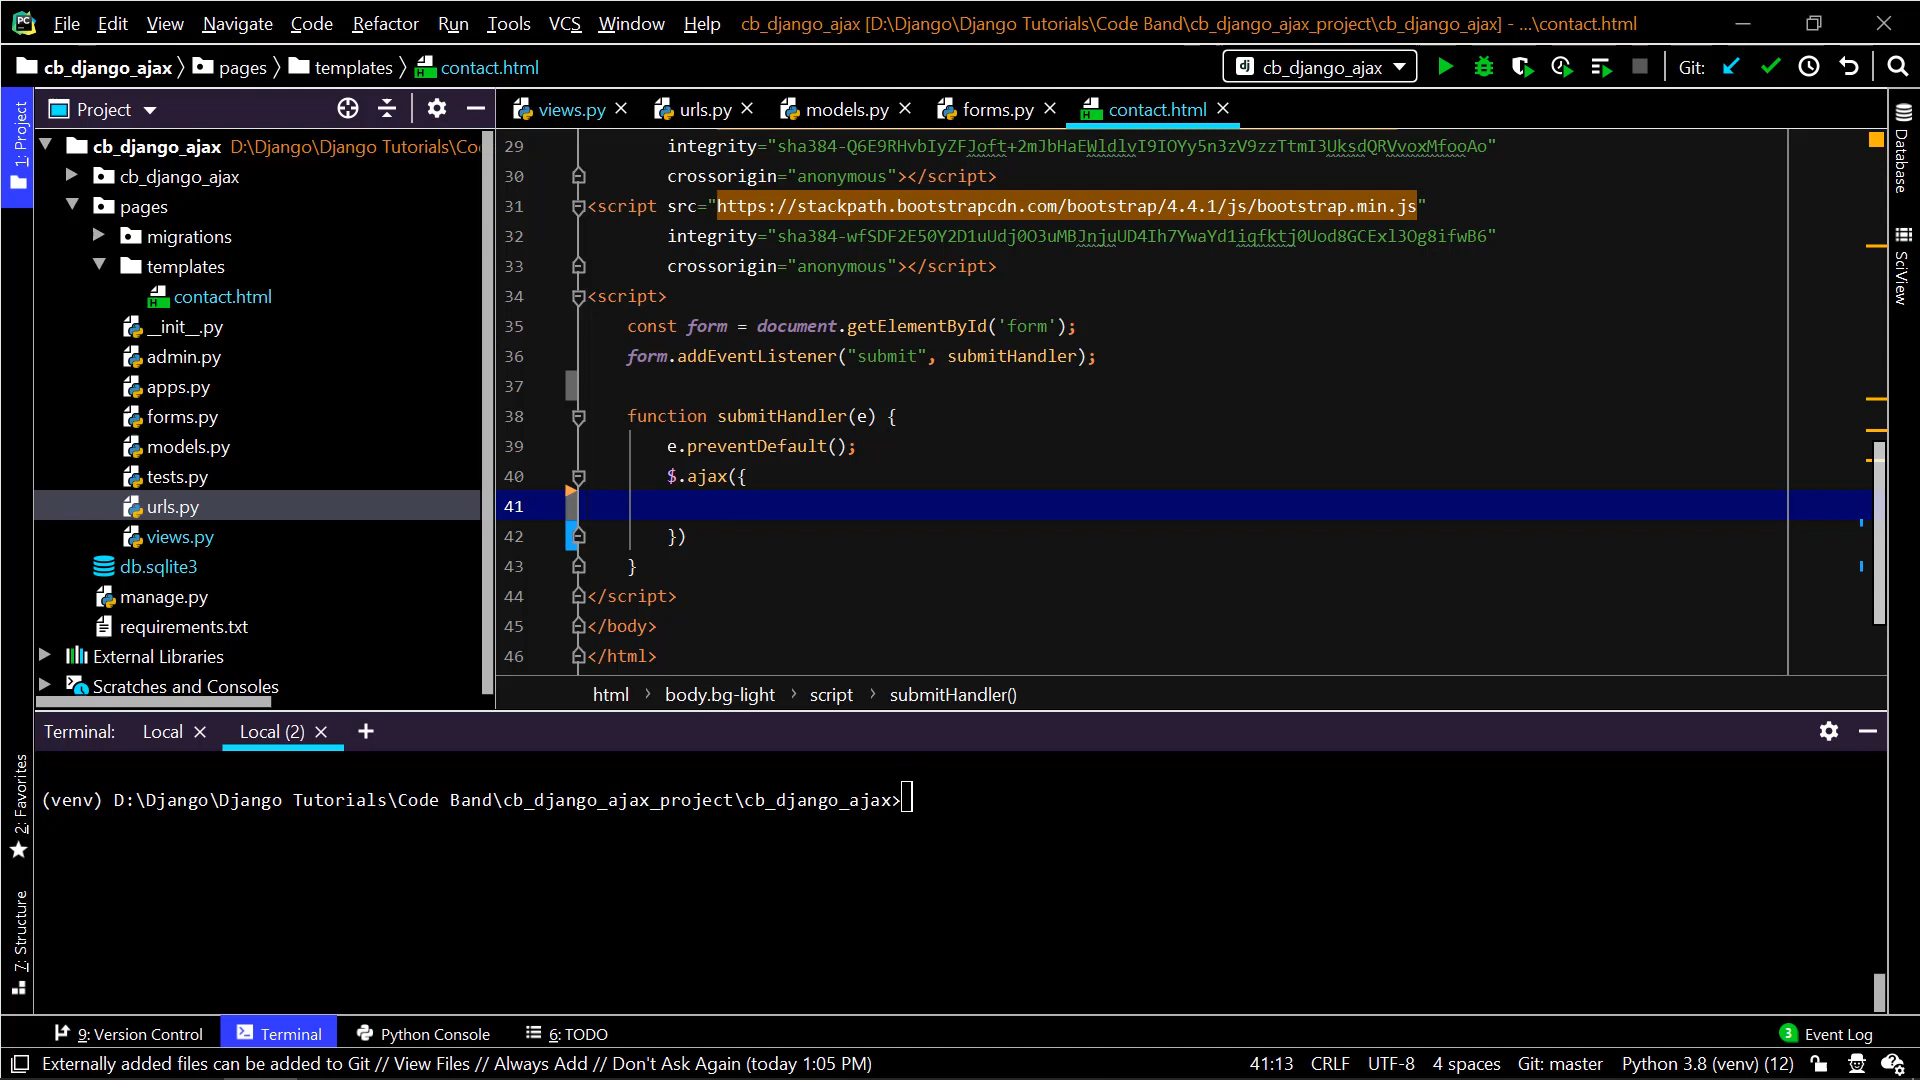 PC File Edit View Navigate Code Refactor Run Tools VCS Window Help cb_django_ajax [D:\Django\Django Tutorials\Code Band\cb_django_ajax_project\cb_django_ajax] - ...\contact.html
cb_django_ajax pages templates contact.html dj cb_django_ajax Git:
Project
views.py urls.py models.py forms.py contact.html
1: Project
cb_django_ajax D:\Django\Django Tutorials\Co
cb_django_ajax
pages
migrations
templates
contact.html
__init__.py
admin.py
apps.py
forms.py
models.py
tests.py
urls.py
views.py
db.sqlite3
manage.py
requirements.txt
External Libraries
Scratches and Consoles
29 integrity="sha384-Q6E9RHvbIyZFJoft+2mJbHaEWldlvI9IOYy5n3zV9zzTtmI3UksdQRVvoxMfooAo"
30 crossorigin="anonymous"></script>
31 <script src="https://stackpath.bootstrapcdn.com/bootstrap/4.4.1/js/bootstrap.min.js"
32 integrity="sha384-wfSDF2E50Y2D1uUdj0O3uMBJnjuUD4Ih7YwaYd1iqfktj0Uod8GCExl3Og8ifwB6"
33 crossorigin="anonymous"></script>
34 <script>
35 const form = document.getElementById('form');
36 form.addEventListener("submit", submitHandler);
37
38 function submitHandler(e) {
39 e.preventDefault();
40 $.ajax({
41
42 })
43 }
44 </script>
45 </body>
46 </html>
html › body.bg-light › script › submitHandler()
Database
SciView
Terminal: Local Local (2) +
(venv) D:\Django\Django Tutorials\Code Band\cb_django_ajax_project\cb_django_ajax>
2: Favorites
7: Structure
9: Version Control Terminal Python Console 6: TODO 3 Event Log
Externally added files can be added to Git // View Files // Always Add // Don't Ask Again (today 1:05 PM) 41:13 CRLF UTF-8 4 spaces Git: master Python 3.8 (venv) (12)